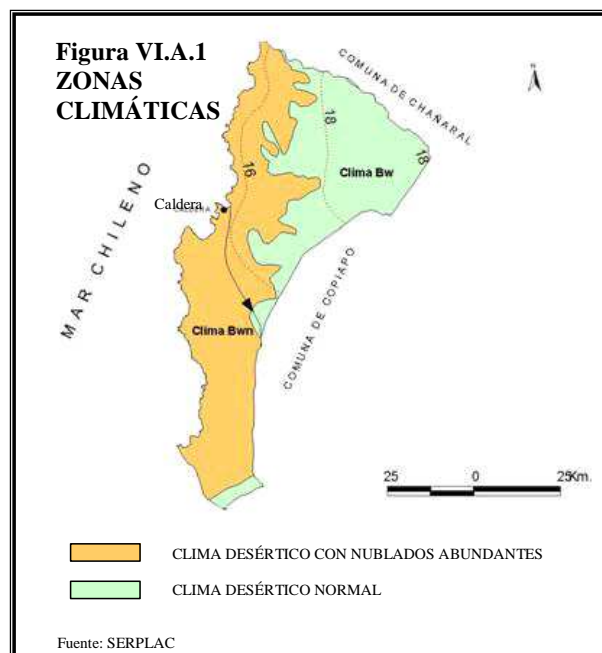 Figura VI.A.1
ZONAS
CLIMÁTICAS
N
COMUNA DE CHAÑARAL
18
18
Clima Bw
16
Caldera
MAR CHILENO
COMUNA DE COPIAPO
Clima Bwn
25 0 25Km.
CLIMA DESÉRTICO CON NUBLADOS ABUNDANTES
CLIMA DESÉRTICO NORMAL
Fuente: SERPLAC